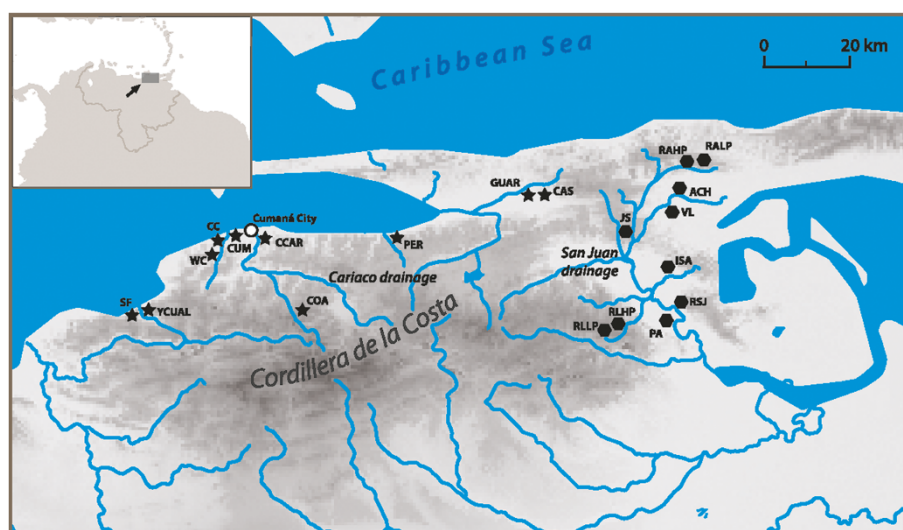 Caribbean Sea
0 20 km
RAHP RALP
GUAR CAS
ACH
VL
JS
CC
Cumaná City
CUM
CCAR
PER
WC
San Juan
drainage
ISA
Cariaco drainage
SF
YCUAL
COA
RSJ
RLHP
RLLP
PA
Cordillera de la Costa